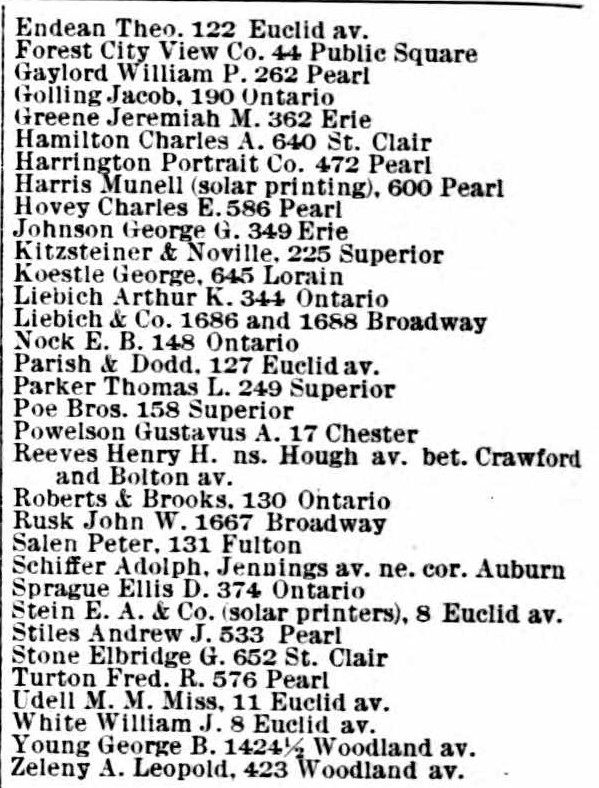 Endean Theo. 122 Euclid av.
Forest City View Co. 44 Public Square
Gaylord William P. 262 Pearl
Golling Jacob, 190 Ontario
Greene Jeremiah M. 362 Erie
Hamilton Charles A. 640 St. Clair
Harrington Portrait Co. 472 Pearl
Harris Munell (solar printing), 600 Pearl
Hovey Charles E. 586 Pearl
Johnson George G. 349 Erie
Kitzsteiner & Noville, 225 Superior
Koestle George, 645 Lorain
Liebich Arthur K. 344 Ontario
Liebich & Co. 1686 and 1688 Broadway
Nock E. B. 148 Ontario
Parish & Dodd, 127 Euclid av.
Parker Thomas L. 249 Superior
Poe Bros. 158 Superior
Powelson Gustavus A. 17 Chester
Reeves Henry H. ns. Hough av. bet. Crawford
and Bolton av.
Roberts & Brooks, 130 Ontario
Rusk John W. 1667 Broadway
Salen Peter, 131 Fulton
Schiffer Adolph, Jennings av. ne. cor. Auburn
Sprague Ellis D. 374 Ontario
Stein E. A. & Co. (solar printers), 8 Euclid av.
Stiles Andrew J. 533 Pearl
Stone Elbridge G. 652 St. Clair
Turton Fred. R. 576 Pearl
Udell M. M. Miss, 11 Euclid av.
White William J. 8 Euclid av.
Young George B. 1424½ Woodland av.
Zeleny A. Leopold, 423 Woodland av.